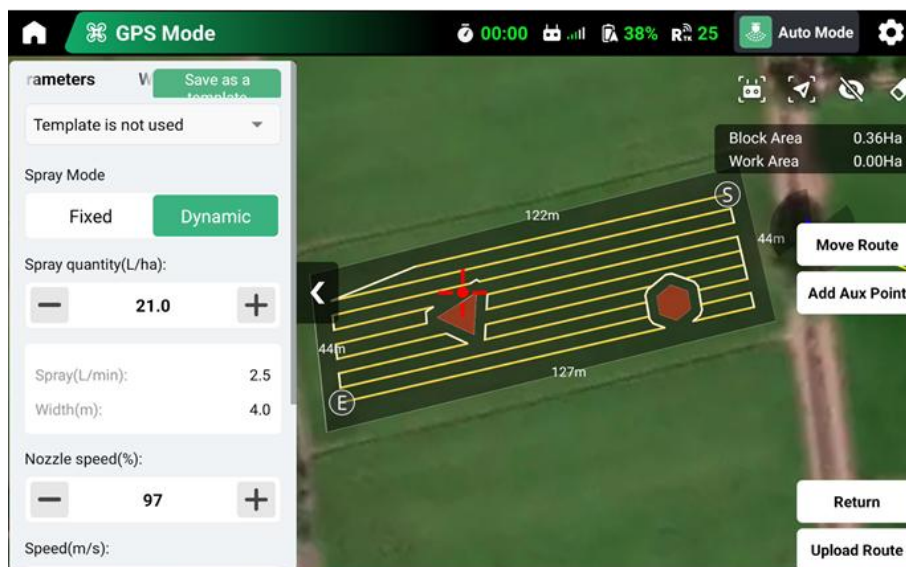 GPS Mode
00:00
38%
RTK 25
Auto Mode
rameters
W
Save as a
template
Template is not used
Spray Mode
Fixed
Dynamic
Spray quantity(L/ha):
21.0
Spray(L/min): 2.5
Width(m): 4.0
Nozzle speed(%):
97
Speed(m/s):
Block Area 0.36Ha
Work Area 0.00Ha
S
122m
44m
44m
127m
E
Move Route
Add Aux Point
Return
Upload Route